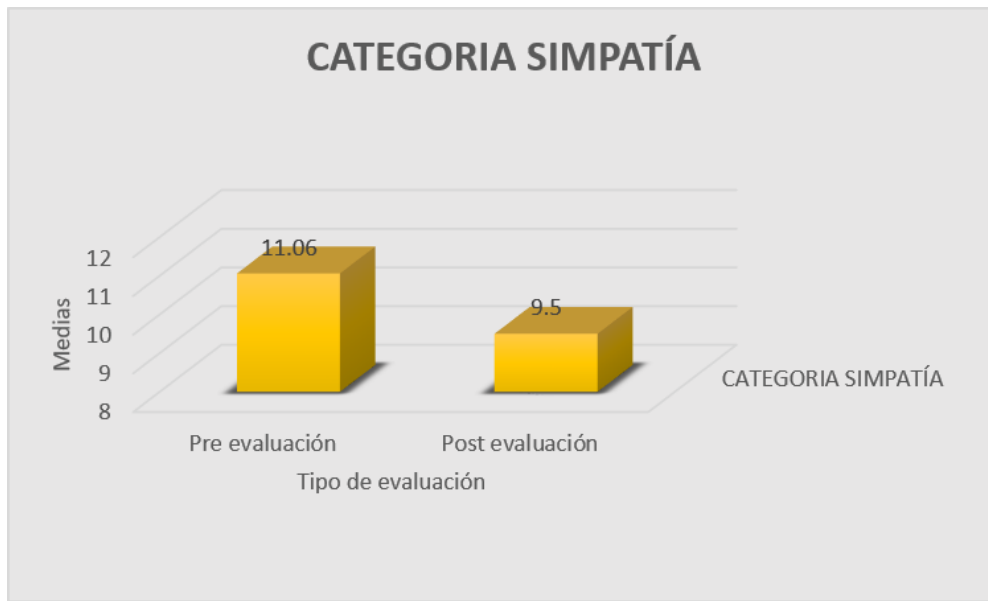 CATEGORIA SIMPATÍA
11.06
9.5
12
11
10
9
8
Medias
CATEGORIA SIMPATÍA
Pre evaluación
Post evaluación
Tipo de evaluación